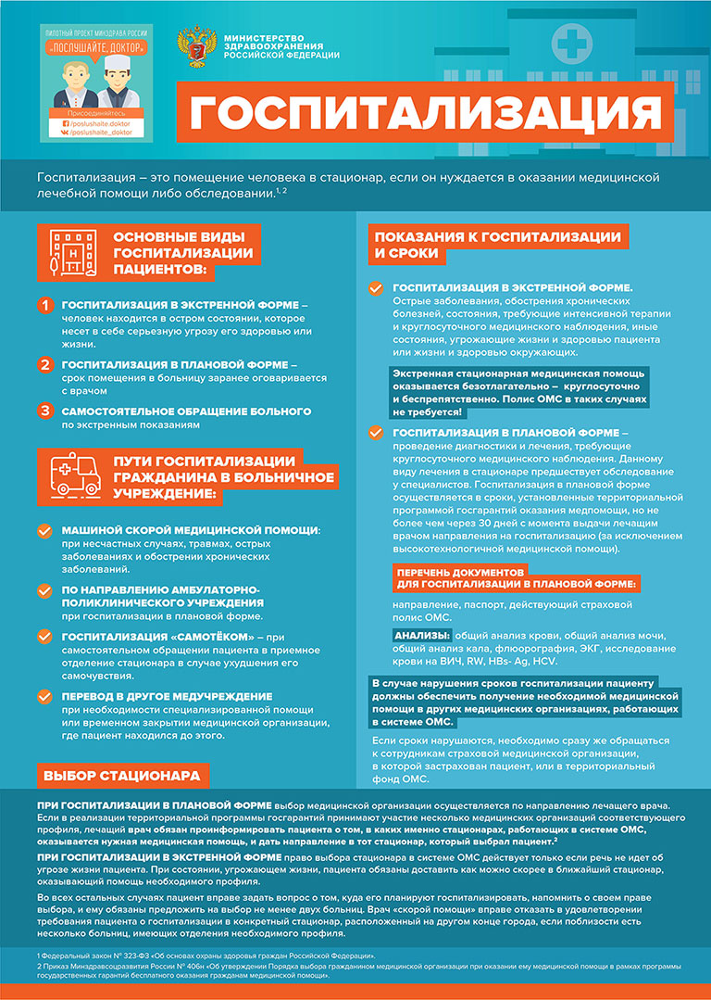 ПИЛОТНЫЙ ПРОЕКТ МИНЗДРАВА РОССИИ
«ПОСЛУШАЙТЕ, ДОКТОР»
Присоединяйтесь
/poslushaite.doktor
/poslushaite_doktor
МИНИСТЕРСТВО
ЗДРАВООХРАНЕНИЯ
РОССИЙСКОЙ ФЕДЕРАЦИИ
ГОСПИТАЛИЗАЦИЯ
Госпитализация – это помещение человека в стационар, если он нуждается в оказании медицинской
лечебной помощи либо обследовании.1, 2
ОСНОВНЫЕ ВИДЫ
ГОСПИТАЛИЗАЦИИ
ПАЦИЕНТОВ:
1 ГОСПИТАЛИЗАЦИЯ В ЭКСТРЕННОЙ ФОРМЕ –
человек находится в остром состоянии, которое
несет в себе серьезную угрозу его здоровью или
жизни.
2 ГОСПИТАЛИЗАЦИЯ В ПЛАНОВОЙ ФОРМЕ –
срок помещения в больницу заранее оговаривается
с врачом
3 САМОСТОЯТЕЛЬНОЕ ОБРАЩЕНИЕ БОЛЬНОГО
по экстренным показаниям
ПУТИ ГОСПИТАЛИЗАЦИИ
ГРАЖДАНИНА В БОЛЬНИЧНОЕ
УЧРЕЖДЕНИЕ:
МАШИНОЙ СКОРОЙ МЕДИЦИНСКОЙ ПОМОЩИ:
при несчастных случаях, травмах, острых
заболеваниях и обострении хронических
заболеваний.
ПО НАПРАВЛЕНИЮ АМБУЛАТОРНО-
ПОЛИКЛИНИЧЕСКОГО УЧРЕЖДЕНИЯ
при госпитализации в плановой форме.
ГОСПИТАЛИЗАЦИЯ «САМОТЁКОМ» – при
самостоятельном обращении пациента в приемное
отделение стационара в случае ухудшения его
самочувствия.
ПЕРЕВОД В ДРУГОЕ МЕДУЧРЕЖДЕНИЕ
при необходимости специализированной помощи
или временном закрытии медицинской организации,
где пациент находился до этого.
ПОКАЗАНИЯ К ГОСПИТАЛИЗАЦИИ
И СРОКИ
ГОСПИТАЛИЗАЦИЯ В ЭКСТРЕННОЙ ФОРМЕ.
Острые заболевания, обострения хронических
болезней, состояния, требующие интенсивной терапии
и круглосуточного медицинского наблюдения, иные
состояния, угрожающие жизни и здоровью пациента
или жизни и здоровью окружающих.
Экстренная стационарная медицинская помощь
оказывается безотлагательно – круглосуточно
и беспрепятственно. Полис ОМС в таких случаях
не требуется!
ГОСПИТАЛИЗАЦИЯ В ПЛАНОВОЙ ФОРМЕ –
проведение диагностики и лечения, требующие
круглосуточного медицинского наблюдения. Данному
виду лечения в стационаре предшествует обследование
у специалистов. Госпитализация в плановой форме
осуществляется в сроки, установленные территориальной
программой госгарантий оказания медпомощи, но не
более чем через 30 дней с момента выдачи лечащим
врачом направления на госпитализацию (за исключением
высокотехнологичной медицинской помощи).
ПЕРЕЧЕНЬ ДОКУМЕНТОВ
ДЛЯ ГОСПИТАЛИЗАЦИИ В ПЛАНОВОЙ ФОРМЕ:
направление, паспорт, действующий страховой
полис ОМС.
АНАЛИЗЫ: общий анализ крови, общий анализ мочи,
общий анализ кала, флюорография, ЭКГ, исследование
крови на ВИЧ, RW, HBs- Ag, HCV.
В случае нарушения сроков госпитализации пациенту
должны обеспечить получение необходимой медицинской
помощи в других медицинских организациях, работающих
в системе ОМС.
Если сроки нарушаются, необходимо сразу же обращаться
к сотрудникам страховой медицинской организации,
в которой застрахован пациент, или в территориальный
фонд ОМС.
ВЫБОР СТАЦИОНАРА
ПРИ ГОСПИТАЛИЗАЦИИ В ПЛАНОВОЙ ФОРМЕ выбор медицинской организации осуществляется по направлению лечащего врача.
Если в реализации территориальной программы госгарантий принимают участие несколько медицинских организаций соответствующего
профиля, лечащий врач обязан проинформировать пациента о том, в каких именно стационарах, работающих в системе ОМС,
оказывается нужная медицинская помощь, и дать направление в тот стационар, который выбрал пациент.2
ПРИ ГОСПИТАЛИЗАЦИИ В ЭКСТРЕННОЙ ФОРМЕ право выбора стационара в системе ОМС действует только если речь не идет об
угрозе жизни пациента. При состоянии, угрожающем жизни, пациента обязаны доставить как можно скорее в ближайший стационар,
оказывающий помощь необходимого профиля.
Во всех остальных случаях пациент вправе задать вопрос о том, куда его планируют госпитализировать, напомнить о своем праве
выбора, и ему обязаны предложить на выбор не менее двух больниц. Врач «скорой помощи» вправе отказать в удовлетворении
требования пациента о госпитализации в конкретный стационар, расположенный на другом конце города, если поблизости есть
несколько больниц, имеющих отделения необходимого профиля.
1 Федеральный закон № 323-ФЗ «Об основах охраны здоровья граждан Российской Федерации».
2 Приказ Минздравсоцразвития России № 406н «Об утверждении Порядка выбора гражданином медицинской организации при оказании ему медицинской помощи в рамках программы
государственных гарантий бесплатного оказания гражданам медицинской помощи».